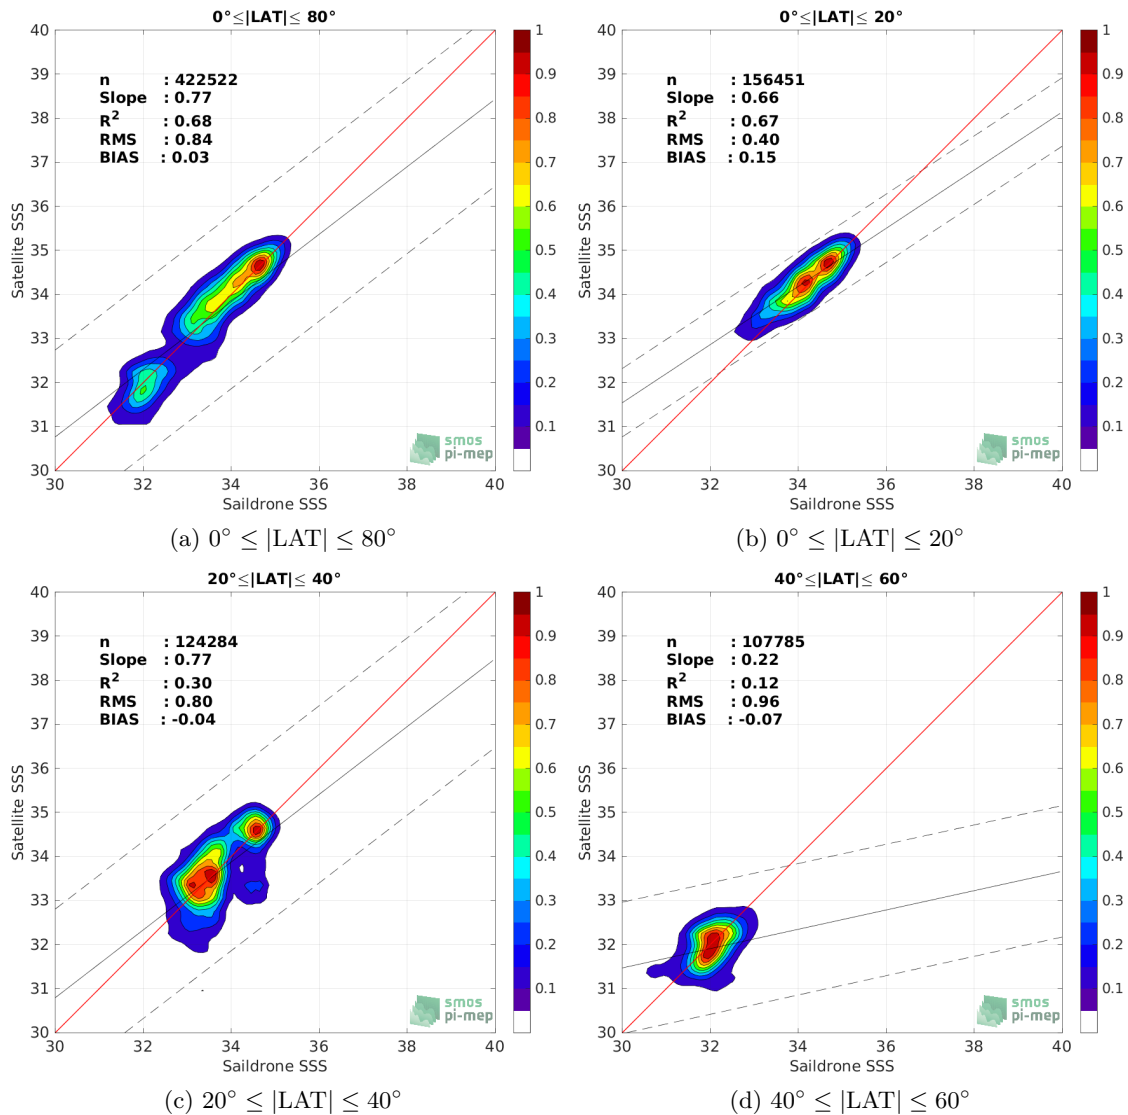 0°≤|LAT|≤ 80°
40
39
38
37
36
35
34
33
32
31
30
Satellite SSS
n : 422522
Slope : 0.77
R² : 0.68
RMS : 0.84
BIAS : 0.03
smos
pi-mep
30 32 34 36 38 40
Saildrone SSS
1
0.9
0.8
0.7
0.6
0.5
0.4
0.3
0.2
0.1
(a) 0° ≤ |LAT| ≤ 80°
0°≤|LAT|≤ 20°
40
39
38
37
36
35
34
33
32
31
30
Satellite SSS
n : 156451
Slope : 0.66
R² : 0.67
RMS : 0.40
BIAS : 0.15
smos
pi-mep
30 32 34 36 38 40
Saildrone SSS
1
0.9
0.8
0.7
0.6
0.5
0.4
0.3
0.2
0.1
(b) 0° ≤ |LAT| ≤ 20°
20°≤|LAT|≤ 40°
40
39
38
37
36
35
34
33
32
31
30
Satellite SSS
n : 124284
Slope : 0.77
R² : 0.30
RMS : 0.80
BIAS : -0.04
smos
pi-mep
30 32 34 36 38 40
Saildrone SSS
1
0.9
0.8
0.7
0.6
0.5
0.4
0.3
0.2
0.1
(c) 20° ≤ |LAT| ≤ 40°
40°≤|LAT|≤ 60°
40
39
38
37
36
35
34
33
32
31
30
Satellite SSS
n : 107785
Slope : 0.22
R² : 0.12
RMS : 0.96
BIAS : -0.07
smos
pi-mep
30 32 34 36 38 40
Saildrone SSS
1
0.9
0.8
0.7
0.6
0.5
0.4
0.3
0.2
0.1
(d) 40° ≤ |LAT| ≤ 60°